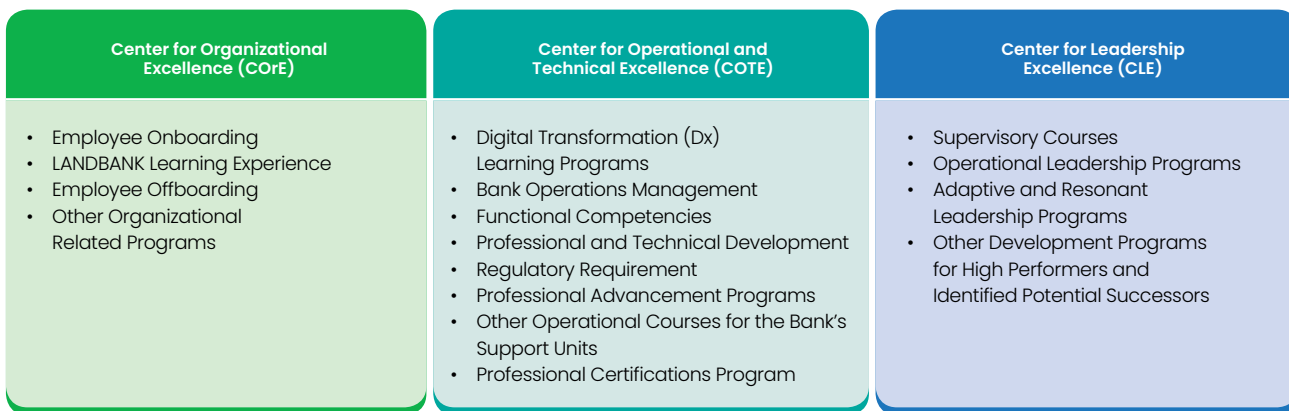 Center for Organizational
Excellence (COrE)
• Employee Onboarding
• LANDBANK Learning Experience
• Employee Offboarding
• Other Organizational
Related Programs
Center for Operational and
Technical Excellence (COTE)
• Digital Transformation (Dx)
Learning Programs
• Bank Operations Management
• Functional Competencies
• Professional and Technical Development
• Regulatory Requirement
• Professional Advancement Programs
• Other Operational Courses for the Bank's
Support Units
• Professional Certifications Program
Center for Leadership
Excellence (CLE)
• Supervisory Courses
• Operational Leadership Programs
• Adaptive and Resonant
Leadership Programs
• Other Development Programs
for High Performers and
Identified Potential Successors